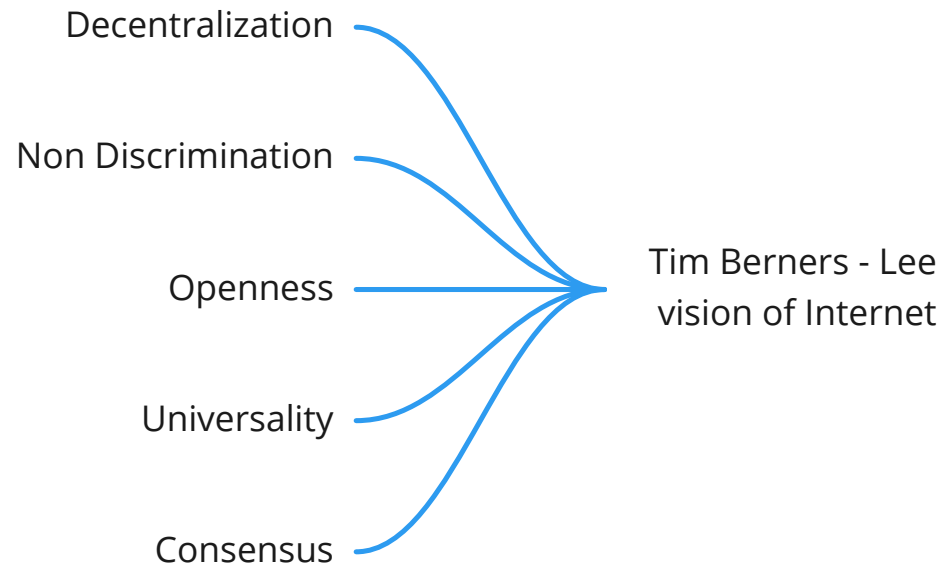 Decentralization
Non Discrimination
Openness
Universality
Consensus
Tim Berners - Lee
vision of Internet